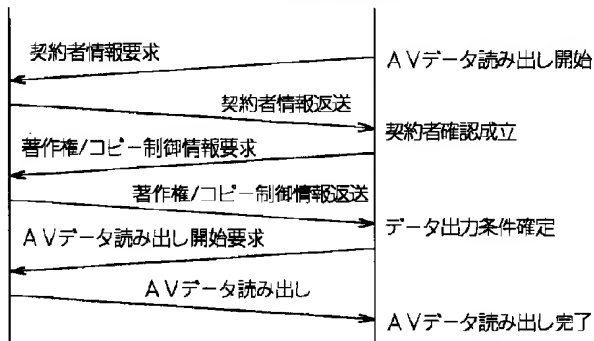 契約者情報要求
AVデータ読み出し開始
契約者情報返送
契約者確認成立
著作権/コピー制御情報要求
著作権/コピー制御情報返送
データ出力条件確定
AVデータ読み出し開始要求
AVデータ読み出し
AVデータ読み出し完了